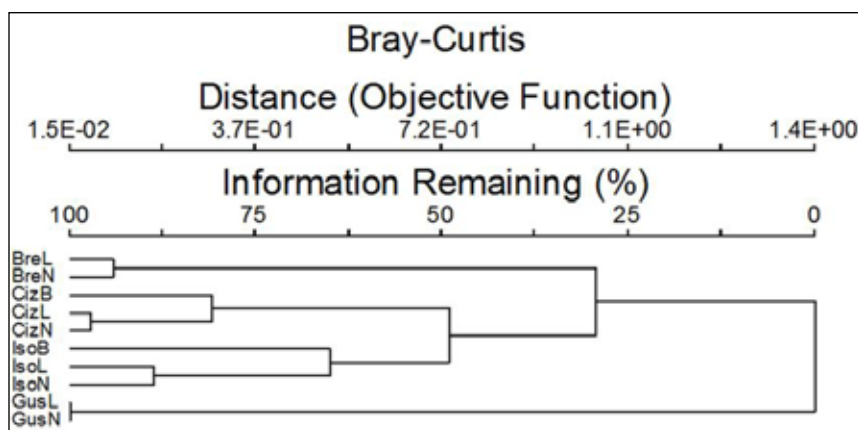 Bray-Curtis
Distance (Objective Function)
1.5E-02 3.7E-01 7.2E-01 1.1E+00 1.4E+00
Information Remaining (%)
100 75 50 25 0
BreL
BreN
CizB
CizL
CizN
IsoB
IsoL
IsoN
GusL
GusN